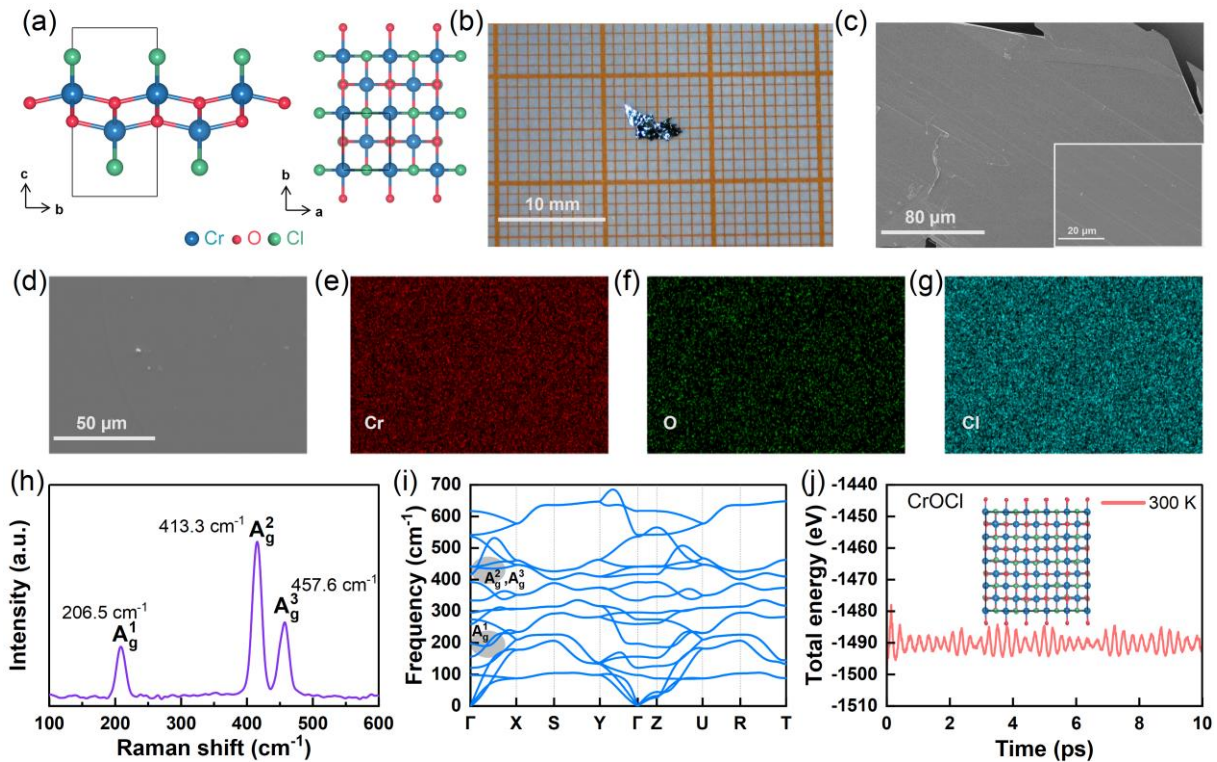 (a)
c
b
b
a
Cr O Cl
(b)
10 mm
(c)
80 µm
20 µm
(d)
50 µm
(e)
Cr
(f)
O
(g)
Cl
(h)
Intensity (a.u.)
413.3 cm⁻¹ A²g
457.6 cm⁻¹
A³g
206.5 cm⁻¹
A¹g
100 200 300 400 500 600
Raman shift (cm⁻¹)
(i)
Frequency (cm⁻¹)
700
600
500
400
300
200
100
0
A²g ,A³g
A¹g
Γ X S Y Γ Z U R T
(j)
Total energy (eV)
-1440
-1450
-1460
-1470
-1480
-1490
-1500
-1510
CrOCl
300 K
0 2 4 6 8 10
Time (ps)